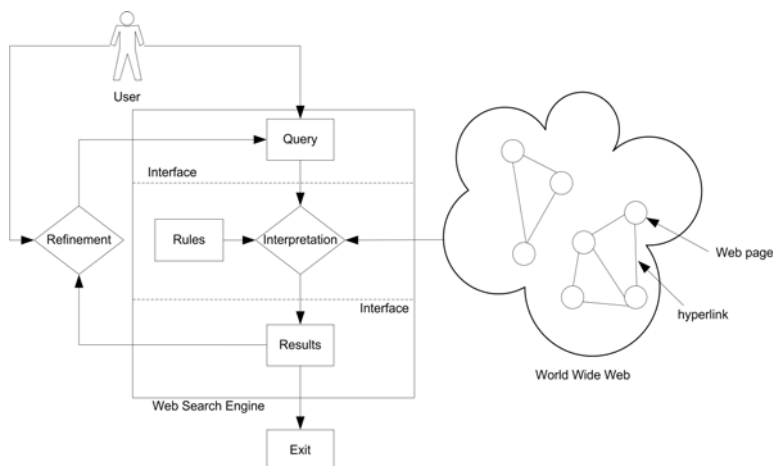 User
Query
Interface
Refinement
Rules
Interpretation
Web page
Interface
hyperlink
Results
World Wide Web
Web Search Engine
Exit